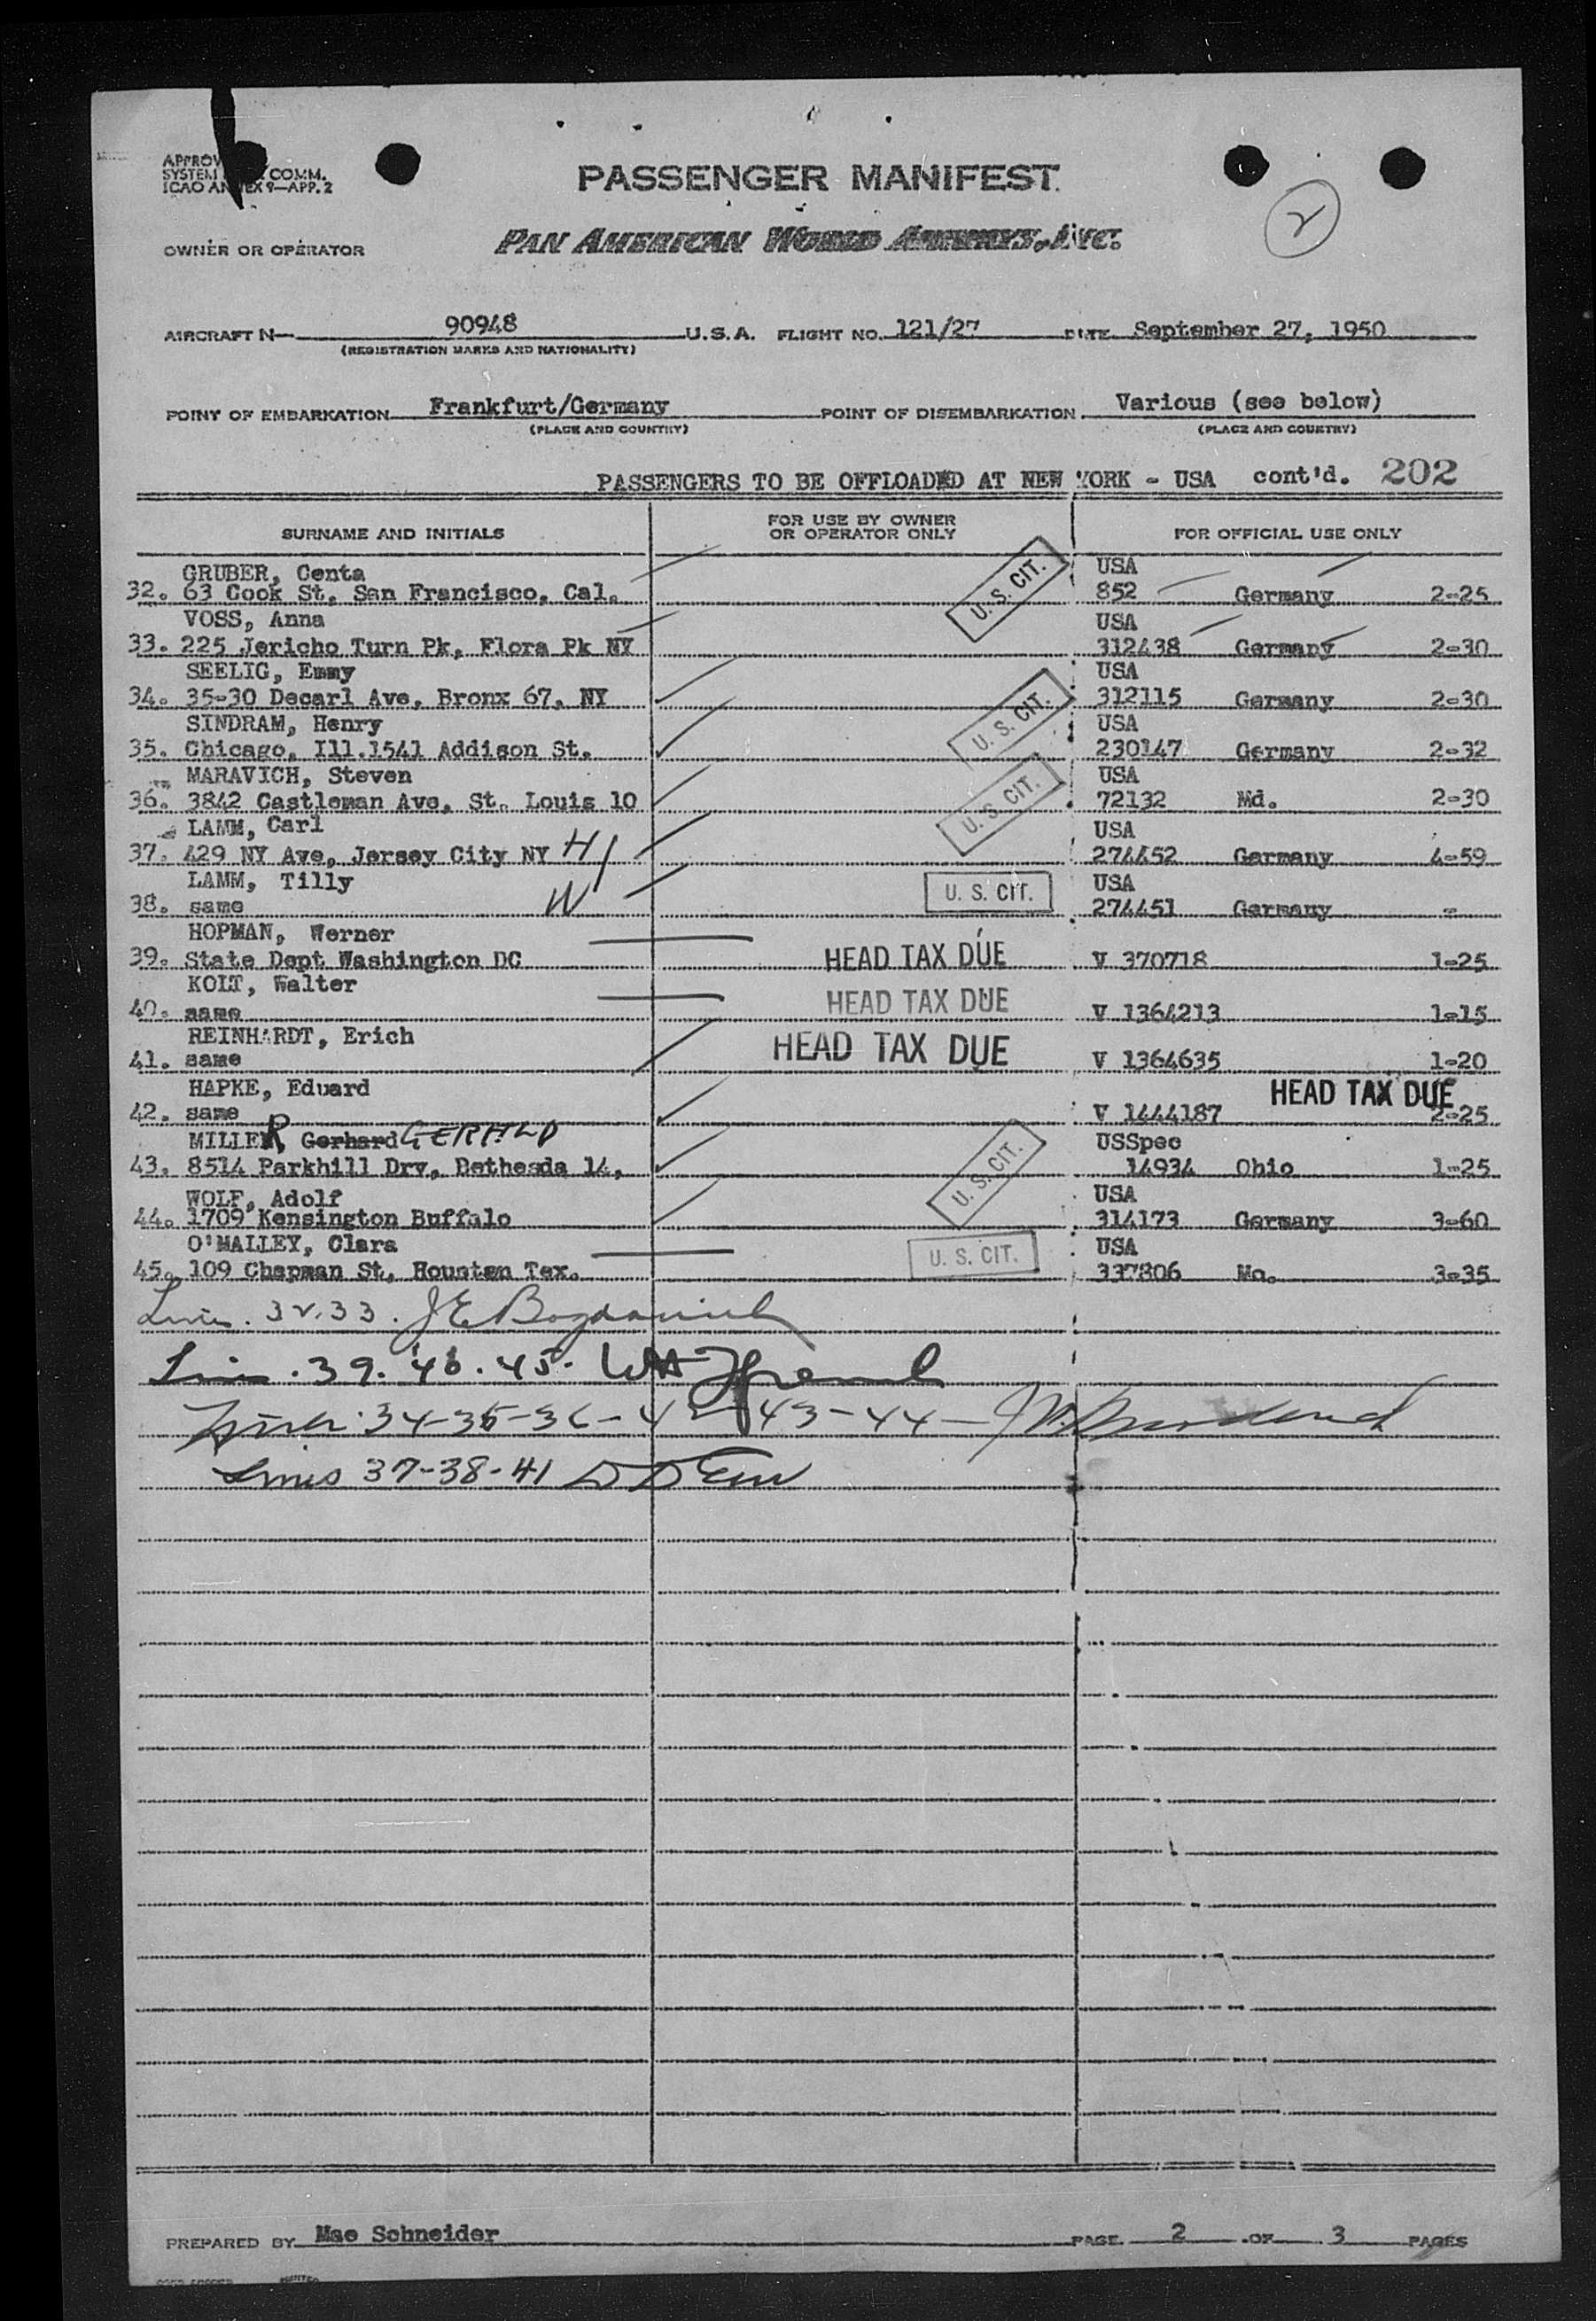 APPROV
SYSTEM COMM.
ICAO ANNEX 9—APP. 2
PASSENGER MANIFEST
2
OWNER OR OPERATOR
PAN AMERICAN WORLD AIRWAYS, INC.
AIRCRAFT N— 90948 U.S.A. FLIGHT NO. 121/27 DATE September 27, 1950
(REGISTRATION MARKS AND NATIONALITY)
POINT OF EMBARKATION Frankfurt/Germany POINT OF DISEMBARKATION Various (see below)
(PLACE AND COUNTRY) (PLACE AND COUNTRY)
PASSENGERS TO BE OFFLOADED AT NEW YORK - USA cont'd. 202
SURNAME AND INITIALS FOR USE BY OWNER OR OPERATOR ONLY FOR OFFICIAL USE ONLY
GRUBER, Centa U. S. CIT. USA
32. 63 Cook St, San Francisco, Cal. 852 Germany 2-25
VOSS, Anna USA
33. 225 Jericho Turn Pk, Flora Pk NY 312438 Germany 2-30
SEELIG, Emmy USA
34. 35-30 Decarl Ave, Bronx 67, NY U. S. CIT. 312115 Germany 2-30
SINDRAM, Henry USA
35. Chicago, Ill.1541 Addison St. 230147 Germany 2-32
MARAVICH, Steven U. S. CIT. USA
36. 3842 Castleman Ave, St. Louis 10 72132 Md. 2-30
LAMM, Carl USA
37. 429 NY Ave, Jersey City NY H 274452 Germany 4-59
LAMM, Tilly U. S. CIT. USA
38. same W 274451 Germany -
HOPMAN, Werner
39. State Dept Washington DC HEAD TAX DUE V 370718 1-25
KOLT, Walter HEAD TAX DUE
40. same V 1364213 1-15
REINHARDT, Erich HEAD TAX DUE
41. same V 1364635 1-20
HAPKE, Eduard HEAD TAX DUE
42. same V 1444187 2-25
MILLER Gerhard GERALD USSpec
43. 8514 Parkhill Drv, Bethesda 14, U. S. CIT. 14934 Ohio 1-25
WOLF, Adolf USA
44. 1709 Kensington Buffalo 314173 Germany 3-60
O'MALLEY, Clara U. S. CIT. USA
45. 109 Chapman St, Houston Tex. 337806 Mo. 3-35
Lines. 32.33. J E Bogdanich
Lines. 39. 40. 45.
Lines 34-35-36-42-43-44-
Lines 37-38-41
PREPARED BY Mae Schneider PAGE 2 OF 3 PAGES